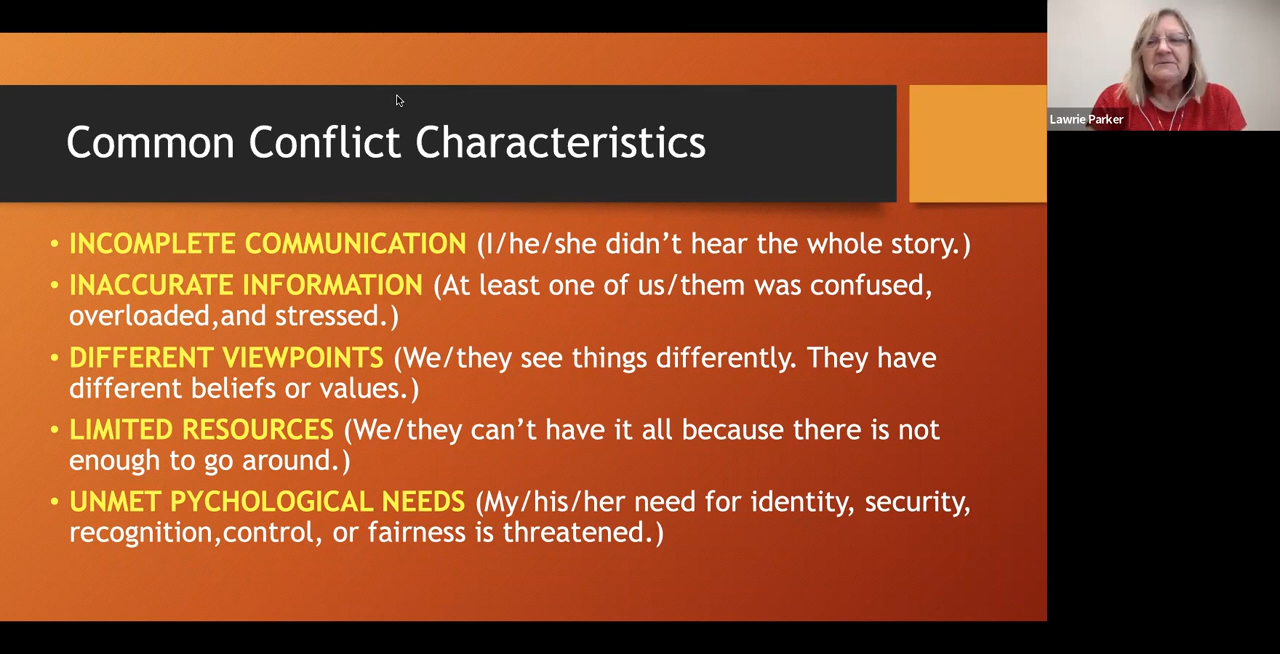 Common Conflict Characteristics
• INCOMPLETE COMMUNICATION (I/he/she didn’t hear the whole story.)
• INACCURATE INFORMATION (At least one of us/them was confused,
overloaded,and stressed.)
• DIFFERENT VIEWPOINTS (We/they see things differently. They have
different beliefs or values.)
• LIMITED RESOURCES (We/they can’t have it all because there is not
enough to go around.)
• UNMET PYCHOLOGICAL NEEDS (My/his/her need for identity, security,
recognition,control, or fairness is threatened.)
Lawrie Parker